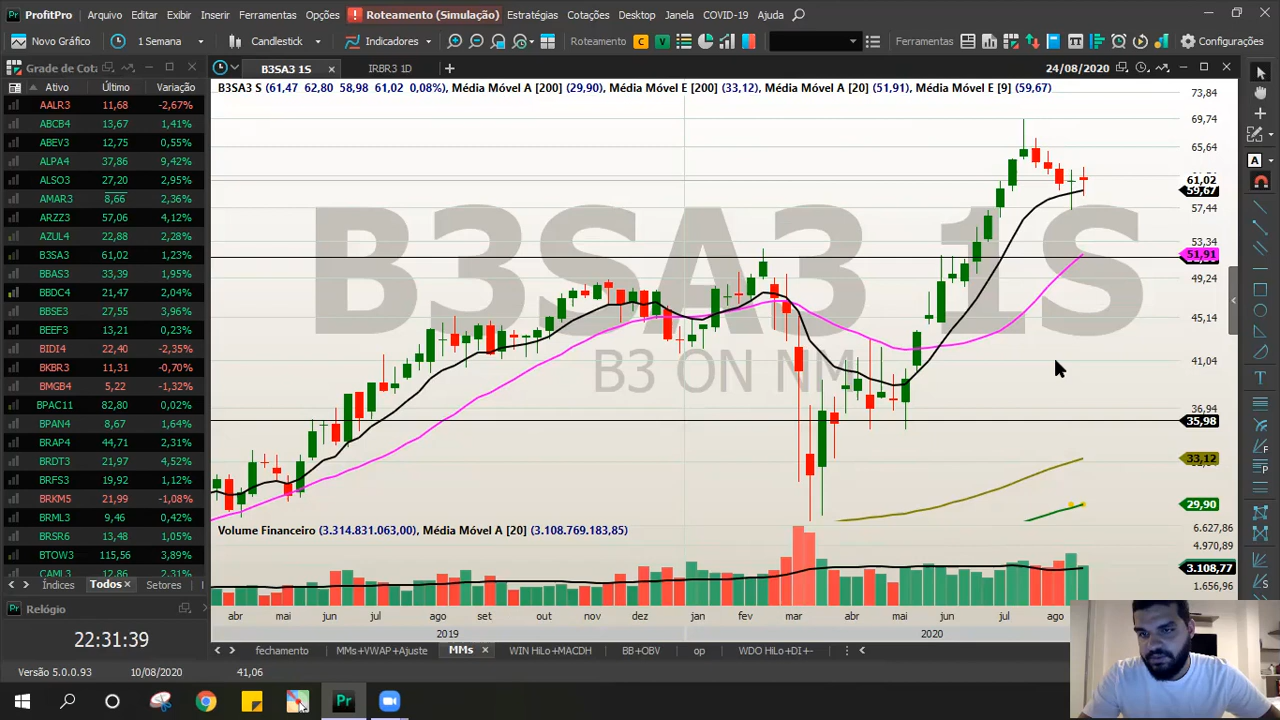 ProfitPro Arquivo Exibir Inserir Ferramentas Opções Roteamento (Simulação) Estratégias Cotações Desktop Janela COVID-19 Ajuda
Novo Gráfico 1 Semana Candlestick Indicadores Roteamento C V Ferramentas Configurações
Grade de Cota B3SA3 1S IRBR3 1D
Ativo Último Variação 24/08/2020
B3SA3 S (61,47 62,80 58,98 61,02 0,08%), Média Móvel A [200] (29,90), Média Móvel E [200] (33,12), Média Móvel A [20] (51,91), Média Móvel E [9] (59,67)
AALR3 11,68 -2,67%
ABCB4 13,67 1,41%
ABEV3 12,75 0,55%
ALPA4 37,86 9,42%
ALSO3 27,20 2,95%
AMAR3 8,66 2,36%
ARZZ3 57,06 4,12%
AZUL4 22,88 2,28%
B3SA3 61,02 1,23%
BBAS3 33,39 1,95%
BBDC4 21,47 2,04%
BBSE3 27,55 3,96%
BEEF3 13,21 0,23%
BIDI4 22,40 -2,35%
BKBR3 11,31 -0,70%
BMGB4 5,22 -1,32%
BPAC11 82,80 0,02%
BPAN4 8,67 1,64%
BRAP4 44,71 2,31%
BRDT3 21,97 4,52%
BRFS3 19,92 1,12%
BRKM5 21,99 -1,08%
BRML3 9,46 0,42%
BRSR6 13,48 1,05%
BTOW3 115,56 3,89%
CAML3 12,86 2,31%
Índices Todos Setores
Relógio
22:31:39
Versão 5.0.0.93 10/08/2020 41,06
B3SA3 1S
B3 ON NM
73,84
69,74
65,64
61,02
59,67
57,44
53,34
51,91
49,24
45,14
41,04
36,94
35,98
33,12
29,90
Volume Financeiro (3.314.831.063,00), Média Móvel A [20] (3.108.769.183,85)
6.627,86
4.970,89
3.108,77
1.656,96
abr mai jun jul ago set out nov dez jan fev mar abr mai jun jul ago
2019 2020
fechamento MMs+VWAP+Ajuste MMs WIN HiLo+MACDH BB+OBV op WDO HiLo+DI+-
Pr